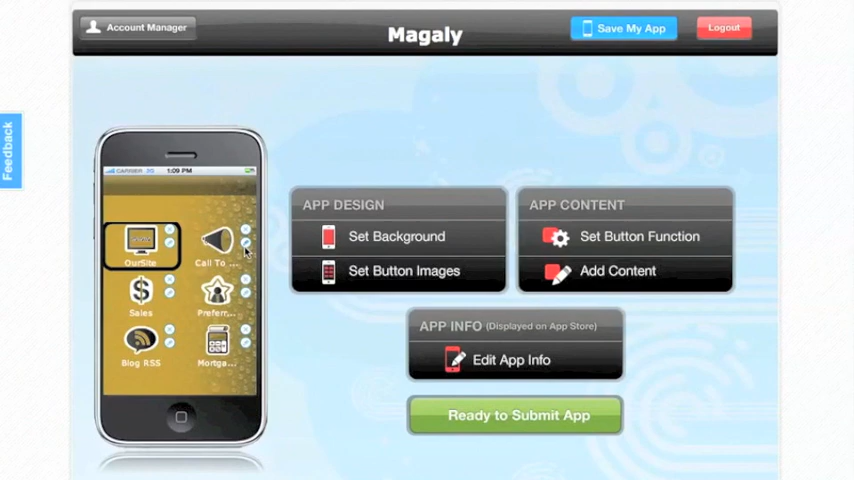 Account Manager
Magaly
Save My App
Logout
Feedback
CARRIER 3G 1:09 PM
OurSite
Call To ...
Sales
Preferr...
Blog RSS
Mortga...
APP DESIGN
Set Background
Set Button Images
APP CONTENT
Set Button Function
Add Content
APP INFO (Displayed on App Store)
Edit App Info
Ready to Submit App